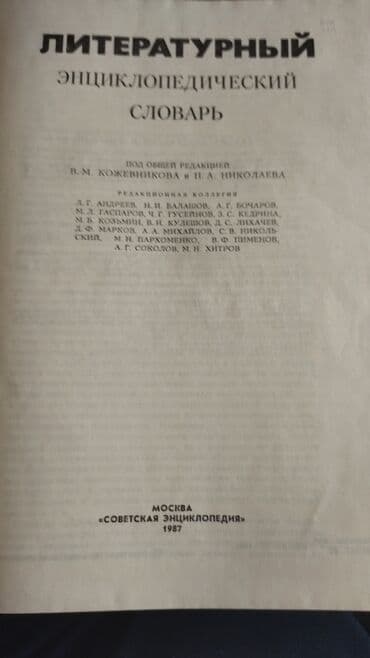 ЛИТЕРАТУРНЫЙ
ЭНЦИКЛОПЕДИЧЕСКИЙ
СЛОВАРЬ
ПОД ОБЩЕЙ РЕДАКЦИЕЙ
В. М. КОЖЕВНИКОВА и П. А. НИКОЛАЕВА
РЕДАКЦИОННАЯ КОЛЛЕГИЯ
Л. Г. АНДРЕЕВ, Н. И. БАЛАШОВ, А. Г. БОЧАРОВ,
М. Л. ГАСПАРОВ, Ч. Г. ГУСЕЙНОВ, З. С. КЕДРИНА,
М. Б. КОЗЬМИН, В. И. КУЛЕШОВ, Д. С. ЛИХАЧЕВ,
Д. Ф. МАРКОВ, А. А. МИХАЙЛОВ, С. В. НИКОЛЬ-
СКИЙ, М. Н. ПАРХОМЕНКО, В. Ф. ПИМЕНОВ,
А. Г. СОКОЛОВ, М. Н. ХИТРОВ
МОСКВА
«СОВЕТСКАЯ ЭНЦИКЛОПЕДИЯ»
1987